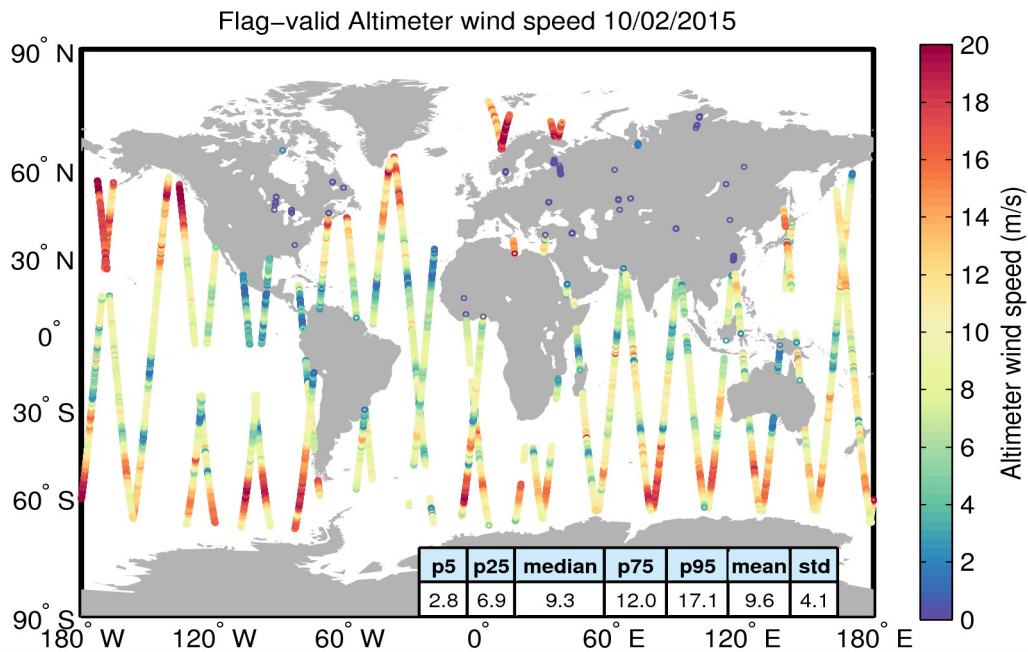 Flag−valid Altimeter wind speed 10/02/2015
90° N
60° N
30° N
0°
30° S
60° S
90° S
180° W
120° W
60° W
0°
60° E
120° E
180° E
p5 p25 median p75 p95 mean std
2.8 6.9 9.3 12.0 17.1 9.6 4.1
20
18
16
14
12
10
8
6
4
2
0
Altimeter wind speed (m/s)